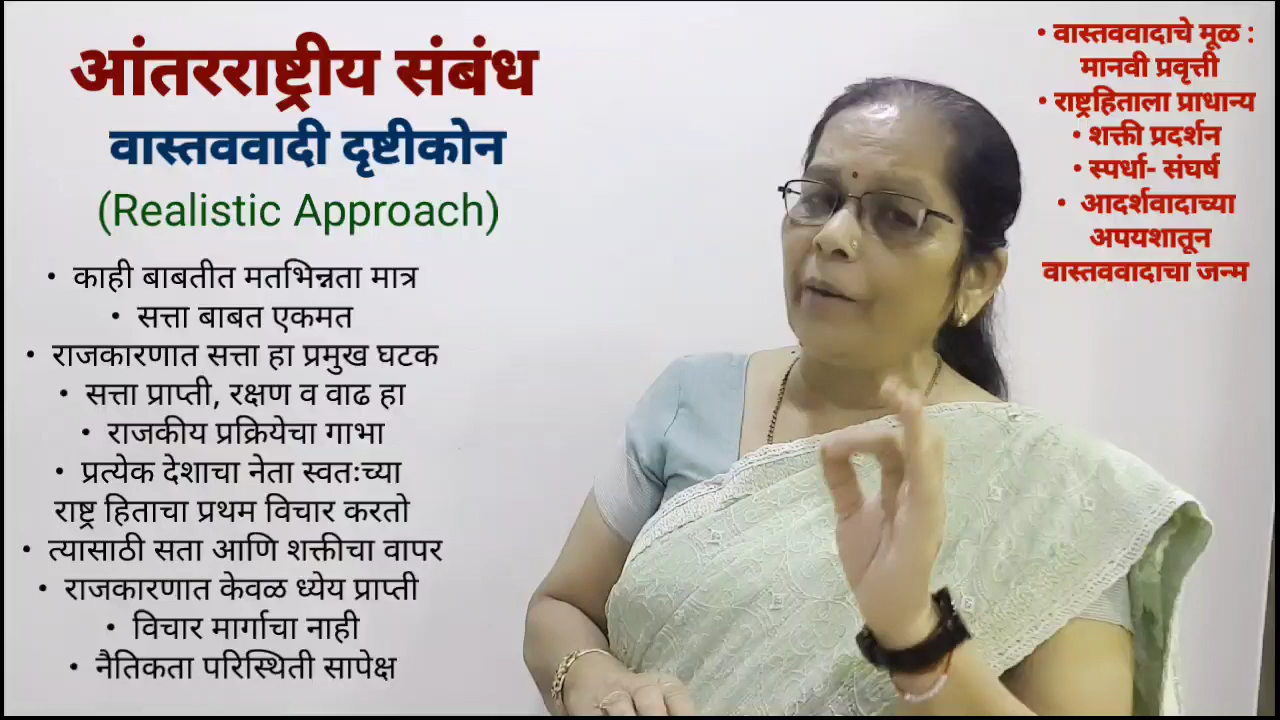 आंतरराष्ट्रीय संबंध
वास्तववादी दृष्टीकोन
(Realistic Approach)
• काही बाबतीत मतभिन्नता मात्र
• सत्ता बाबत एकमत
• राजकारणात सत्ता हा प्रमुख घटक
• सत्ता प्राप्ती, रक्षण व वाढ हा
• राजकीय प्रक्रियेचा गाभा
• प्रत्येक देशाचा नेता स्वतःच्या
राष्ट्र हिताचा प्रथम विचार करतो
• त्यासाठी सता आणि शक्तीचा वापर
• राजकारणात केवळ ध्येय प्राप्ती
• विचार मार्गाचा नाही
• नैतिकता परिस्थिती सापेक्ष
• वास्तववादाचे मूळ :
मानवी प्रवृत्ती
• राष्ट्रहिताला प्राधान्य
• शक्ती प्रदर्शन
• स्पर्धा- संघर्ष
• आदर्शवादाच्या
अपयशातून
वास्तववादाचा जन्म